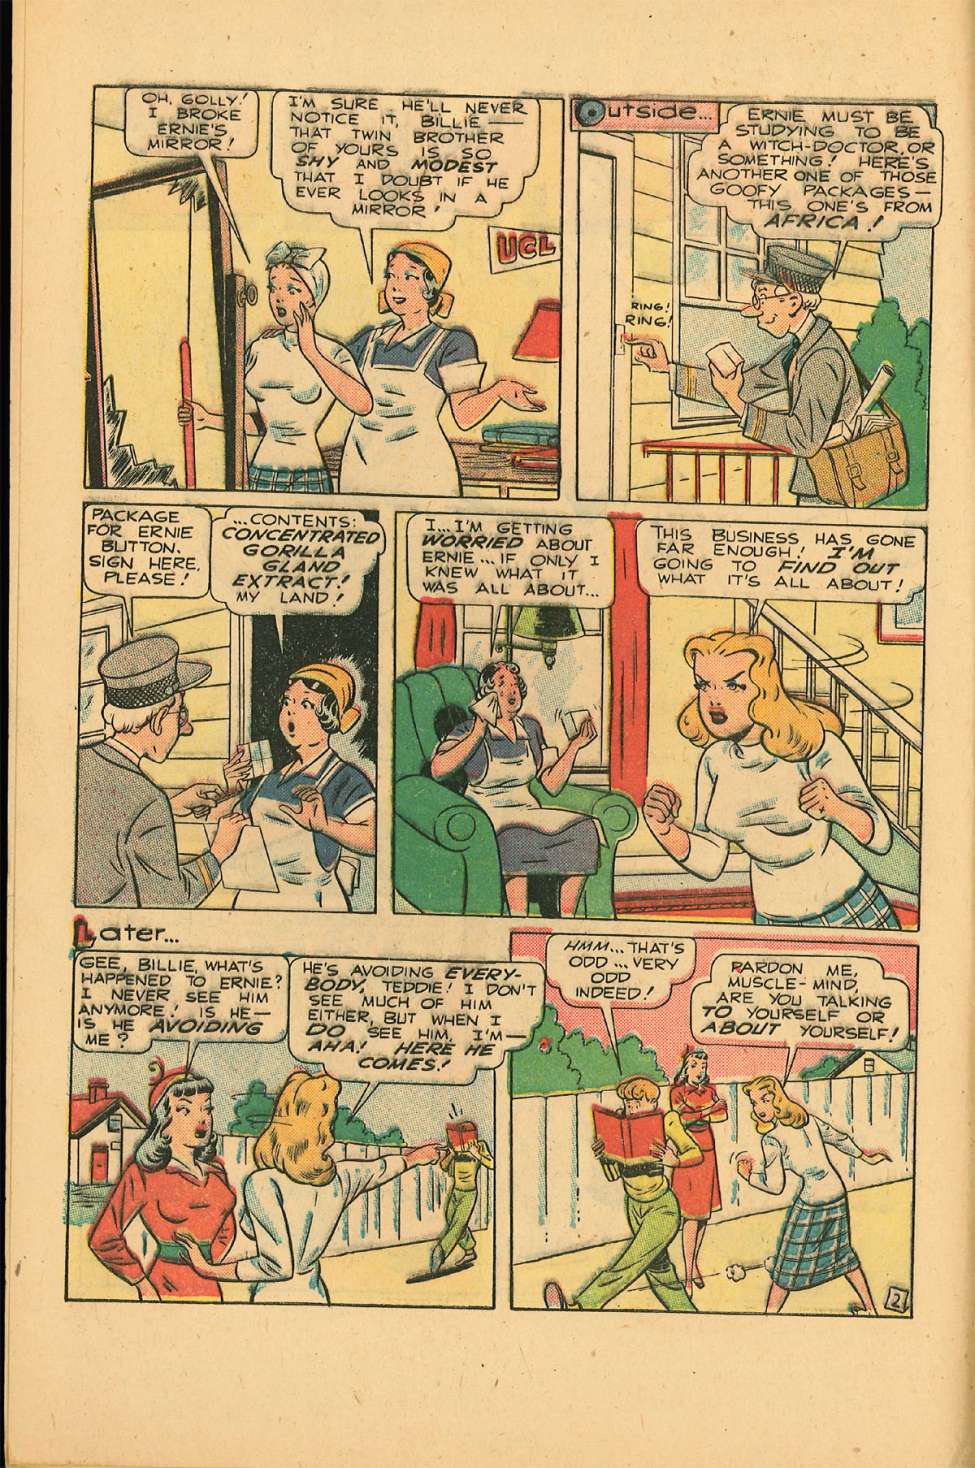 OH, GOLLY!
I BROKE
ERNIE'S
MIRROR!
I'M SURE HE'LL NEVER
NOTICE IT, BILLIE —
THAT TWIN BROTHER
OF YOURS IS SO
SHY AND MODEST
THAT I DOUBT IF HE
EVER LOOKS IN A
MIRROR!
UCL
Outside...
ERNIE MUST BE
STUDYING TO BE
A WITCH-DOCTOR OR
SOMETHING! HERE'S
ANOTHER ONE OF THOSE
GOOFY PACKAGES —
THIS ONE'S FROM
AFRICA!
RING!
RING!
PACKAGE
FOR ERNIE
BUTTON.
SIGN HERE,
PLEASE!
...CONTENTS:
CONCENTRATED
GORILLA
GLAND
EXTRACT!
MY LAND!
I...I'M GETTING
WORRIED ABOUT
ERNIE...IF ONLY I
KNEW WHAT IT
WAS ALL ABOUT...
THIS BUSINESS HAS GONE
FAR ENOUGH! I'M
GOING TO FIND OUT
WHAT IT'S ALL ABOUT!
Later...
GEE, BILLIE, WHAT'S
HAPPENED TO ERNIE?
I NEVER SEE HIM
ANYMORE! IS HE —
IS HE AVOIDING
ME?
HE'S AVOIDING EVERY-
BODY, TEDDIE! I DON'T
SEE MUCH OF HIM
EITHER, BUT WHEN I
DO SEE HIM, I'M —
AHA! HERE HE
COMES!
HMM...THAT'S
ODD...VERY
ODD
INDEED!
PARDON ME,
MUSCLE-MIND,
ARE YOU TALKING
TO YOURSELF OR
ABOUT YOURSELF!
2